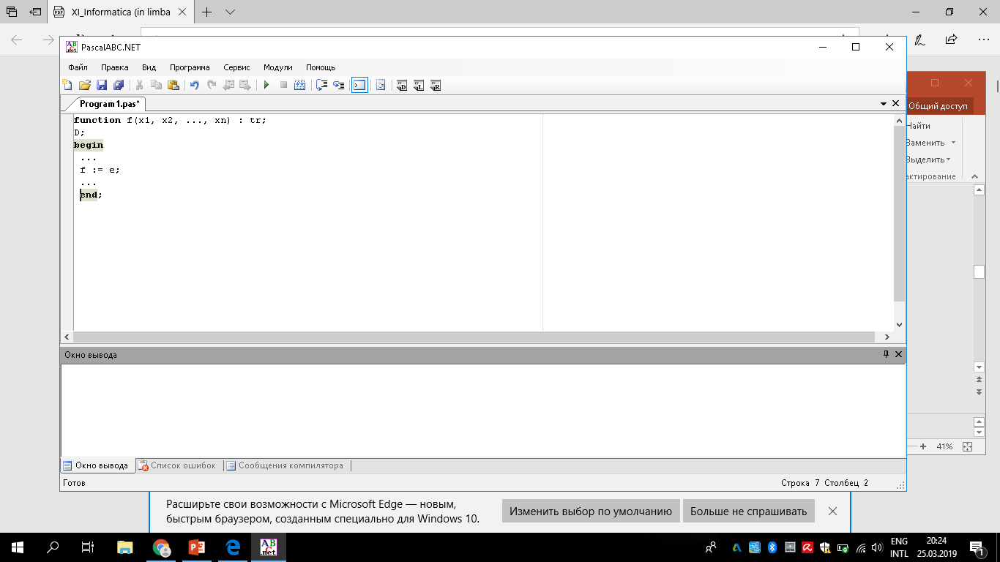 XI_Informatica (in limba
PascalABC.NET
Файл Правка Вид Программа Сервис Модули Помощь
Program1.pas*
Общий доступ
function f(x1, x2, ..., xn) : tr;
D;
begin
...
f := e;
...
end;
Найти
Заменить
Выделить
актирование
Окно вывода
41%
Окно вывода Список ошибок Сообщения компилятора
Готов Строка 7 Столбец 2
Расширьте свои возможности с Microsoft Edge — новым,
быстрым браузером, созданным специально для Windows 10.
Изменить выбор по умолчанию Больше не спрашивать
ENG 20:24
INTL 25.03.2019